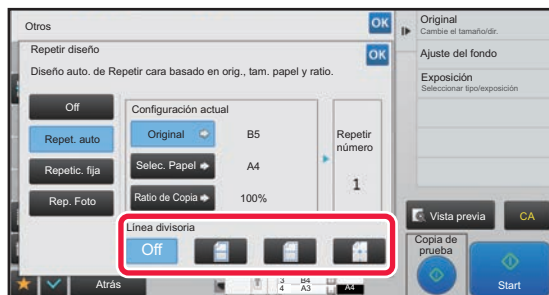 Otros
OK
Repetir diseño
OK
Diseño auto. de Repetir cara basado en orig., tam. papel y ratio.
Off
Repet. auto
Repetic. fija
Rep. Foto
Configuración actual
Original
B5
Selec. Papel
A4
Ratio de Copia
100%
Repetir
número
1
Línea divisoria
Off
Atrás
3 B4
4 A3
A4
Original
Cambie el tamaño/dir.
Ajuste del fondo
Exposición
Seleccionar tipo/exposición
Vista previa
CA
Copia de
prueba
Start